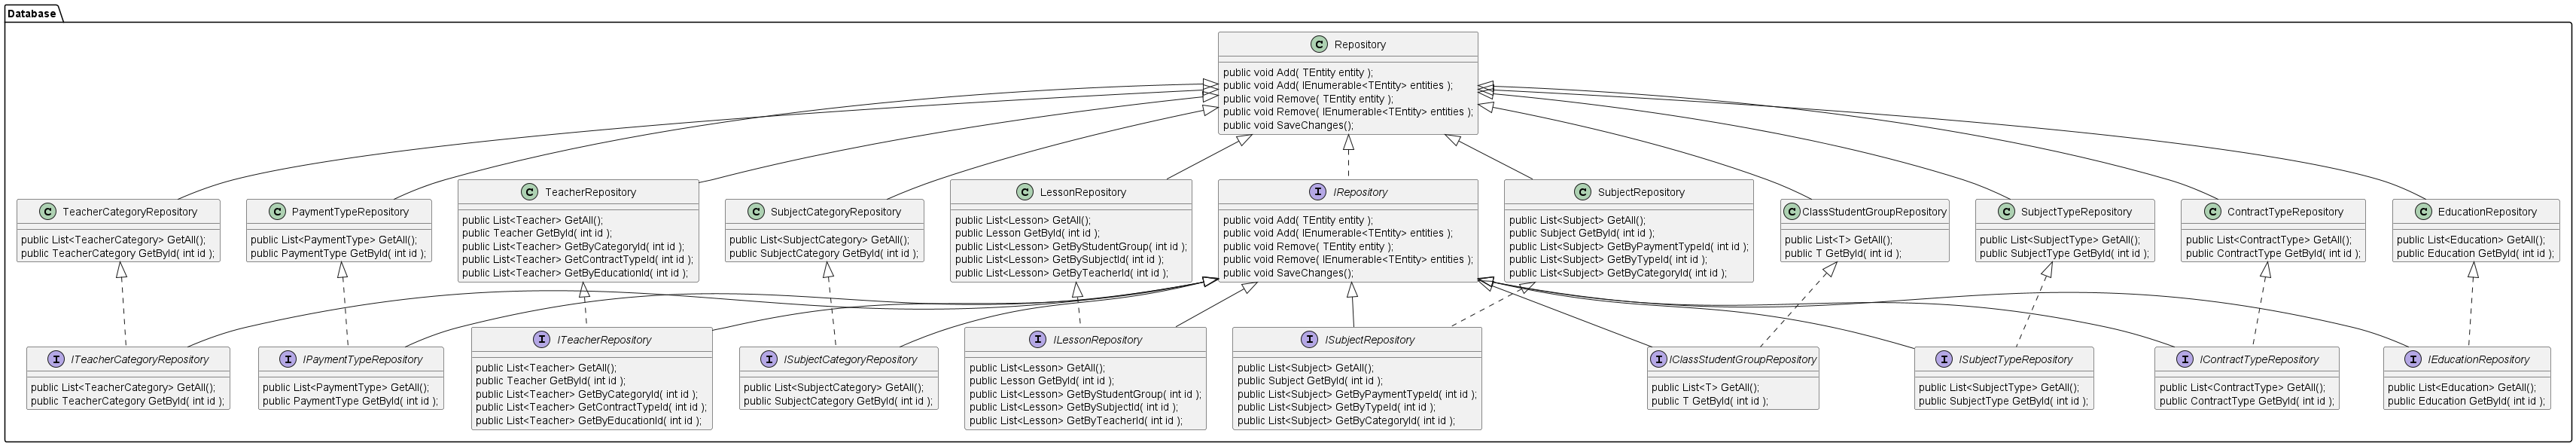 Database
C Repository
public void Add( TEntity entity );
public void Add( IEnumerable<TEntity> entities );
public void Remove( TEntity entity );
public void Remove( IEnumerable<TEntity> entities );
public void SaveChanges();
C TeacherCategoryRepository
public List<TeacherCategory> GetAll();
public TeacherCategory GetById( int id );
C PaymentTypeRepository
public List<PaymentType> GetAll();
public PaymentType GetById( int id );
C TeacherRepository
public List<Teacher> GetAll();
public Teacher GetById( int id );
public List<Teacher> GetByCategoryId( int id );
public List<Teacher> GetContractTypeId( int id );
public List<Teacher> GetByEducationId( int id );
C SubjectCategoryRepository
public List<SubjectCategory> GetAll();
public SubjectCategory GetById( int id );
C LessonRepository
public List<Lesson> GetAll();
public Lesson GetById( int id );
public List<Lesson> GetByStudentGroup( int id );
public List<Lesson> GetBySubjectId( int id );
public List<Lesson> GetByTeacherId( int id );
I IRepository
public void Add( TEntity entity );
public void Add( IEnumerable<TEntity> entities );
public void Remove( TEntity entity );
public void Remove( IEnumerable<TEntity> entities );
public void SaveChanges();
C SubjectRepository
public List<Subject> GetAll();
public Subject GetById( int id );
public List<Subject> GetByPaymentTypeId( int id );
public List<Subject> GetByTypeId( int id );
public List<Subject> GetByCategoryId( int id );
C ClassStudentGroupRepository
public List<T> GetAll();
public T GetById( int id );
C SubjectTypeRepository
public List<SubjectType> GetAll();
public SubjectType GetById( int id );
C ContractTypeRepository
public List<ContractType> GetAll();
public ContractType GetById( int id );
C EducationRepository
public List<Education> GetAll();
public Education GetById( int id );
I ITeacherCategoryRepository
public List<TeacherCategory> GetAll();
public TeacherCategory GetById( int id );
I IPaymentTypeRepository
public List<PaymentType> GetAll();
public PaymentType GetById( int id );
I ITeacherRepository
public List<Teacher> GetAll();
public Teacher GetById( int id );
public List<Teacher> GetByCategoryId( int id );
public List<Teacher> GetContractTypeId( int id );
public List<Teacher> GetByEducationId( int id );
I ISubjectCategoryRepository
public List<SubjectCategory> GetAll();
public SubjectCategory GetById( int id );
I ILessonRepository
public List<Lesson> GetAll();
public Lesson GetById( int id );
public List<Lesson> GetByStudentGroup( int id );
public List<Lesson> GetBySubjectId( int id );
public List<Lesson> GetByTeacherId( int id );
I ISubjectRepository
public List<Subject> GetAll();
public Subject GetById( int id );
public List<Subject> GetByPaymentTypeId( int id );
public List<Subject> GetByTypeId( int id );
public List<Subject> GetByCategoryId( int id );
I IClassStudentGroupRepository
public List<T> GetAll();
public T GetById( int id );
I ISubjectTypeRepository
public List<SubjectType> GetAll();
public SubjectType GetById( int id );
I IContractTypeRepository
public List<ContractType> GetAll();
public ContractType GetById( int id );
I IEducationRepository
public List<Education> GetAll();
public Education GetById( int id );